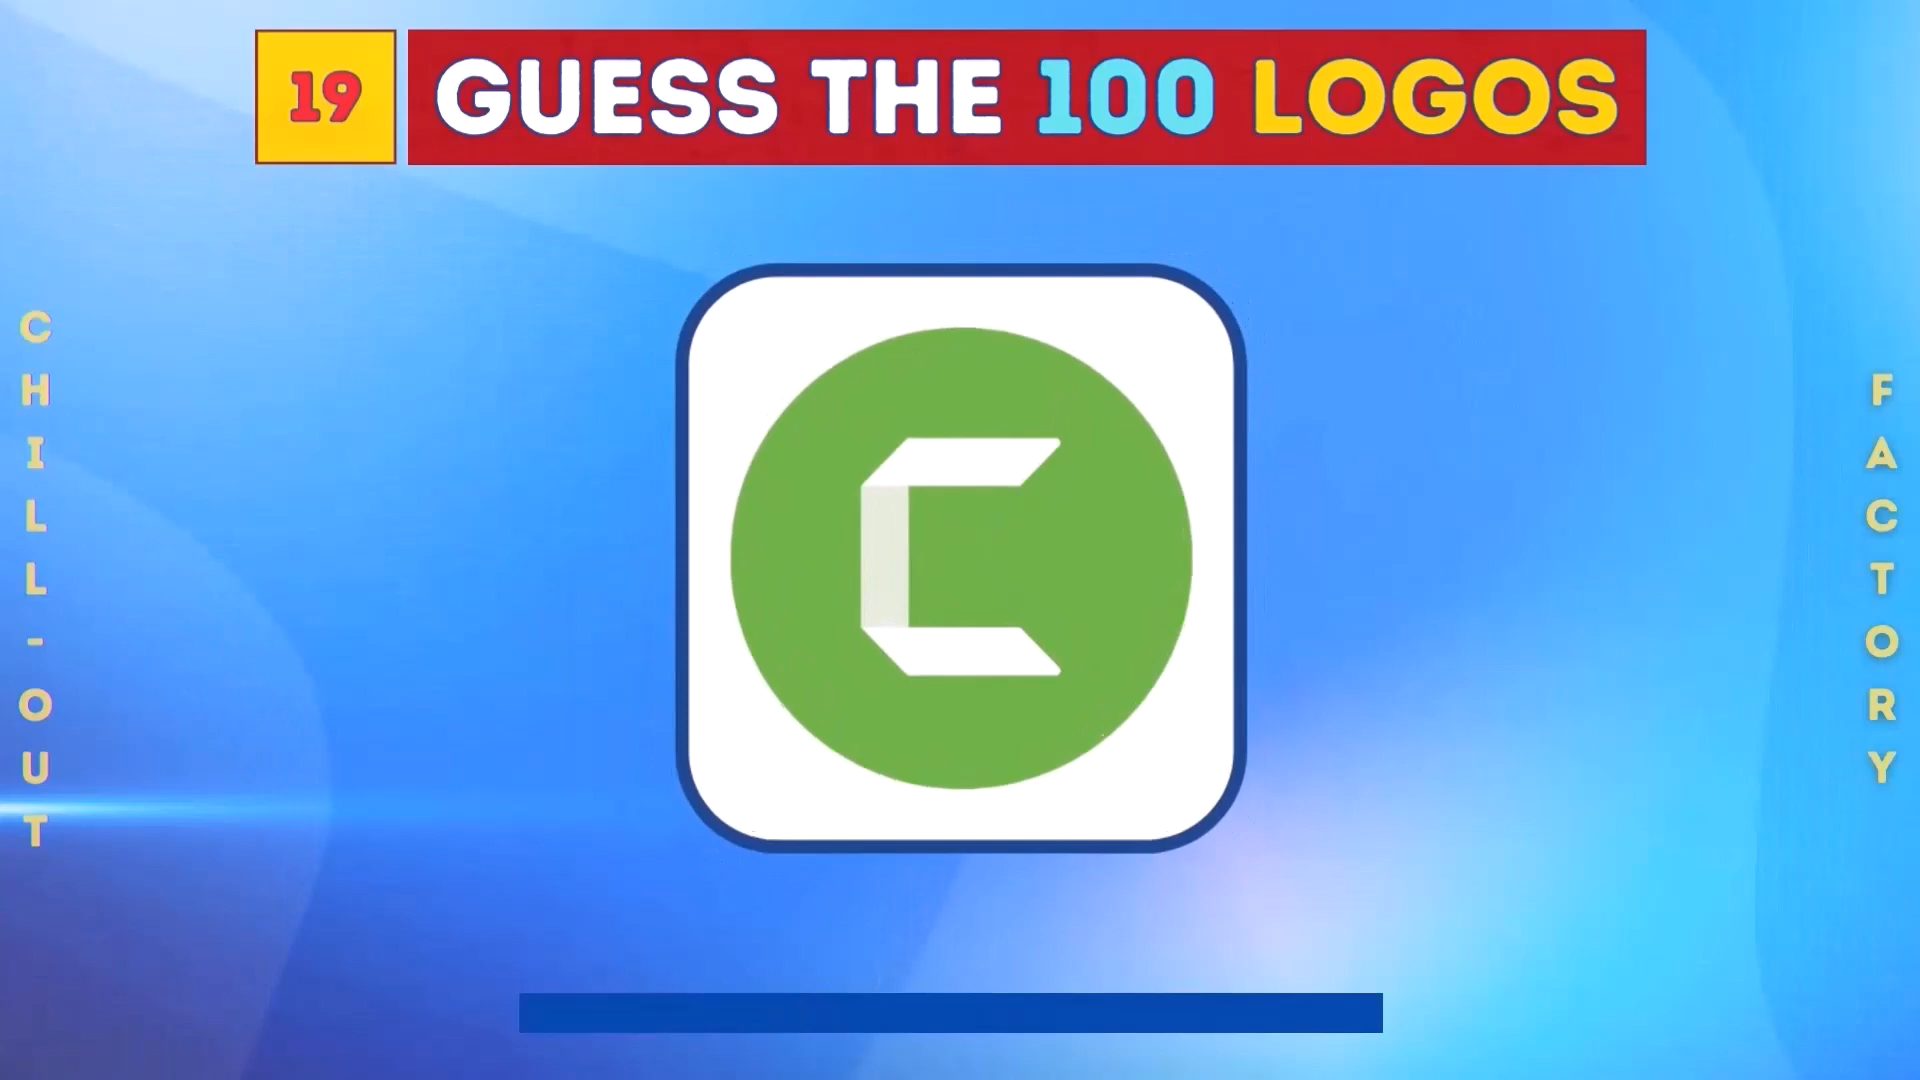 19
GUESS THE 100 LOGOS
CHILL-OUT
C
FACTORY